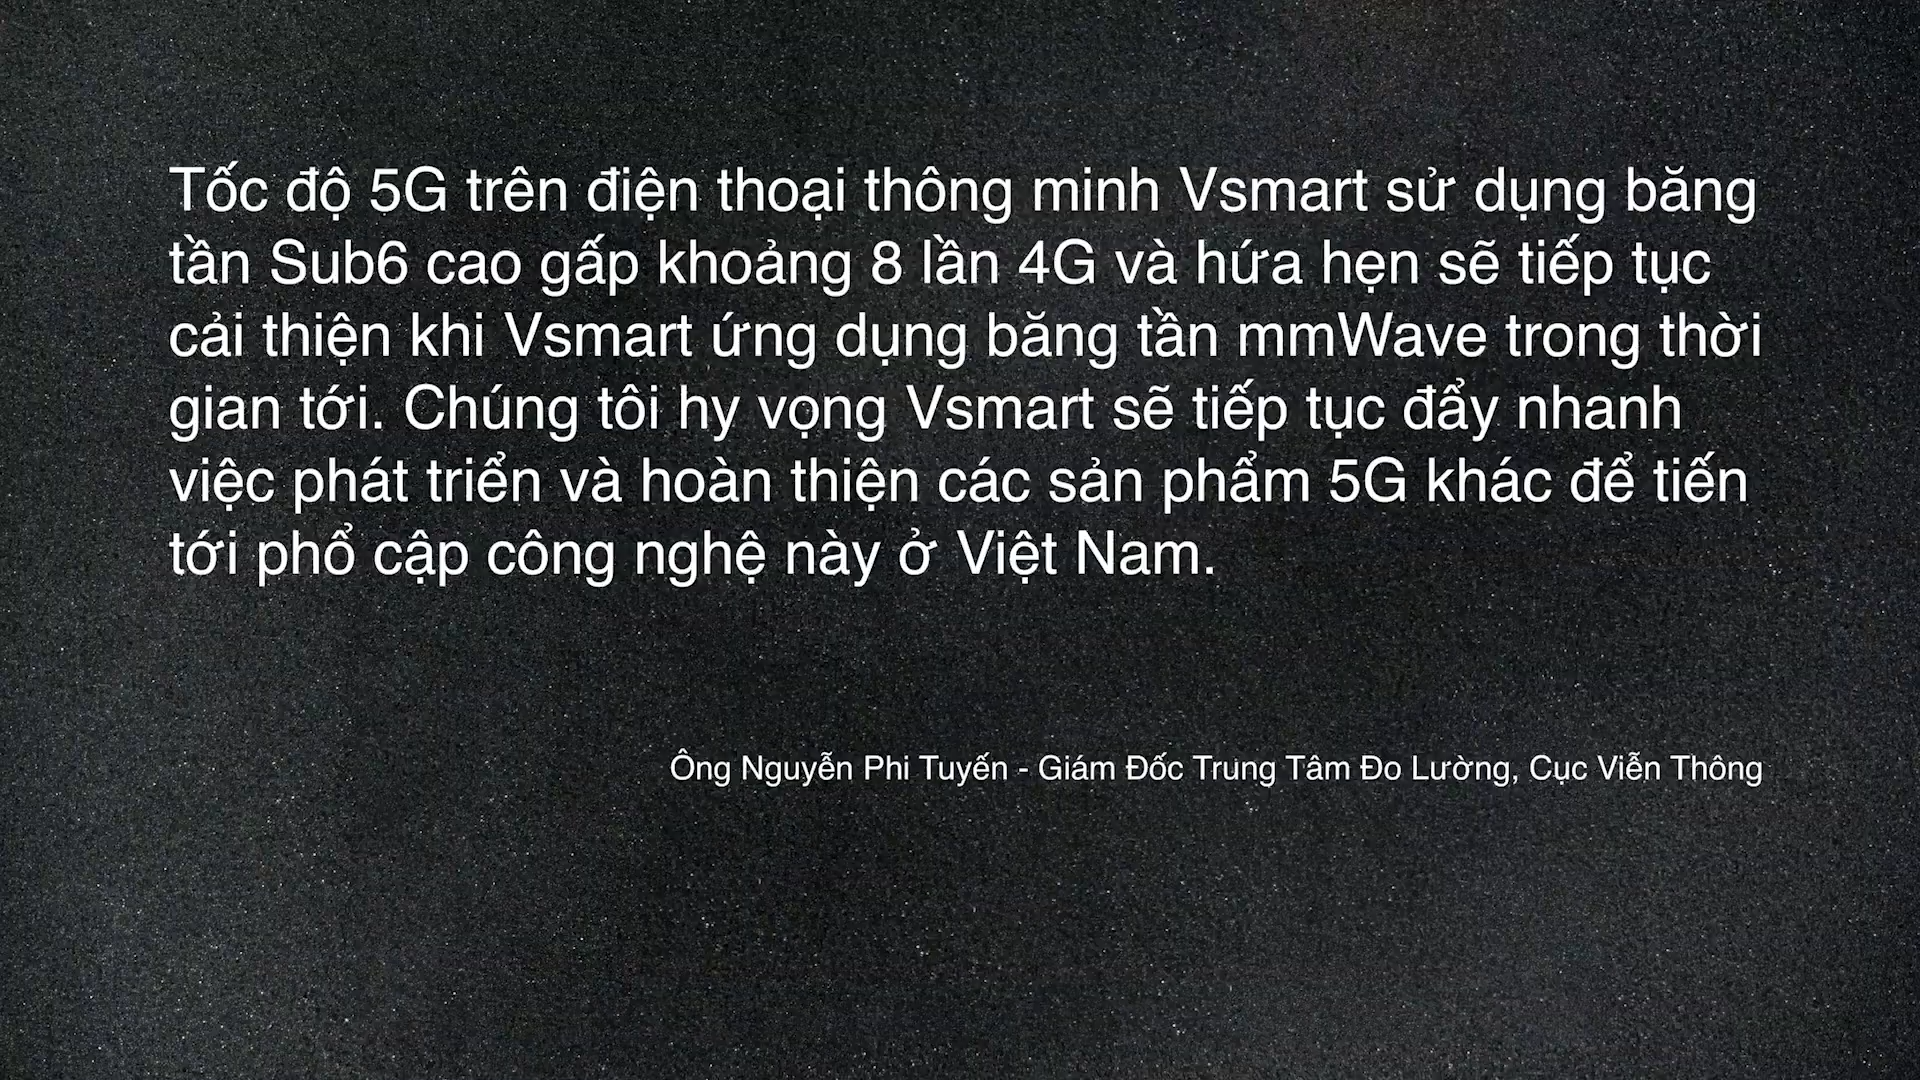 Tốc độ 5G trên điện thoại thông minh Vsmart sử dụng băng
tần Sub6 cao gấp khoảng 8 lần 4G và hứa hẹn sẽ tiếp tục
cải thiện khi Vsmart ứng dụng băng tần mmWave trong thời
gian tới. Chúng tôi hy vọng Vsmart sẽ tiếp tục đẩy nhanh
việc phát triển và hoàn thiện các sản phẩm 5G khác để tiến
tới phổ cập công nghệ này ở Việt Nam.
Ông Nguyễn Phi Tuyến - Giám Đốc Trung Tâm Đo Lường, Cục Viễn Thông